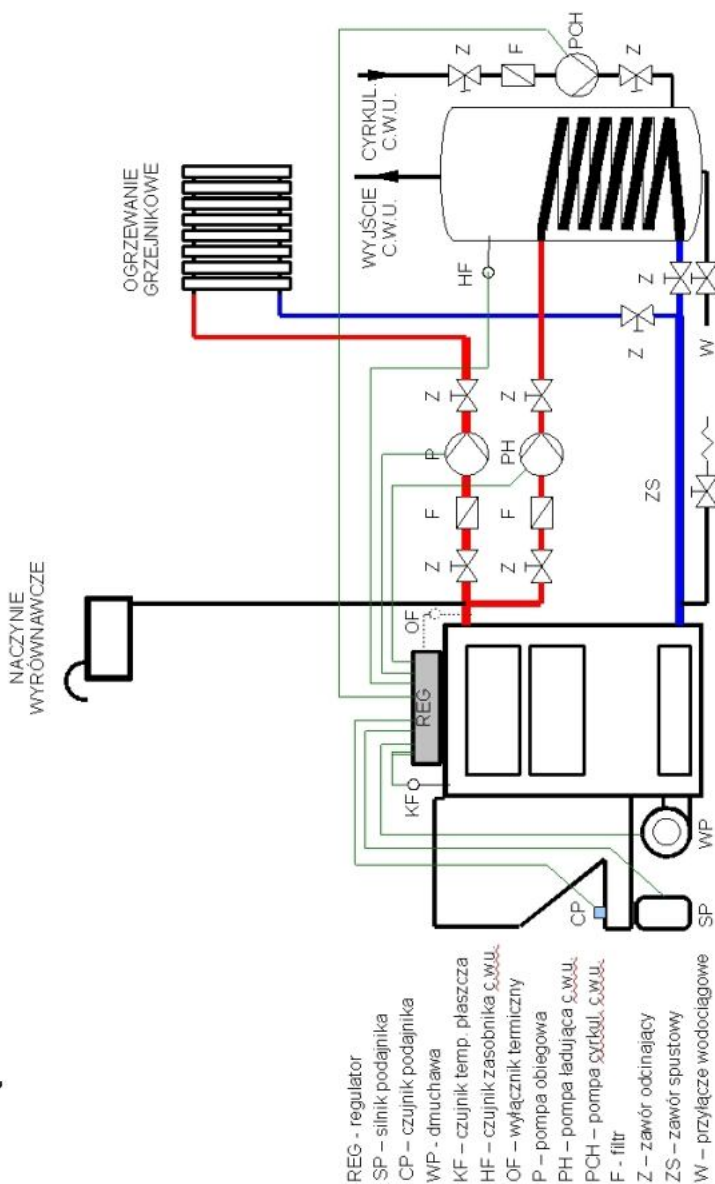 NACZYNIE
WYRÓWNAWCZE
OGRZEWANIE
GRZEJNIKOWE
WYJŚCIE
C.W.U.
CYRKUL.
C.W.U.
Z
F
PCH
Z
HF
P
Z
F
Z
PH
Z
F
Z
OF
REG
KF
Z
Z
W
ZS
CP
SP
WP
REG - regulator
SP – silnik podajnika
CP – czujnik podajnika
WP - dmuchawa
KF – czujnik temp. płaszcza
HF – czujnik zasobnika c.w.u.
OF – wyłącznik termiczny
P – pompa obiegowa
PH – pompa ładująca c.w.u.
PCH – pompa cyrkul. c.w.u.
F - filtr
Z – zawór odcinający
ZS – zawór spustowy
W – przyłącze wodociągowe